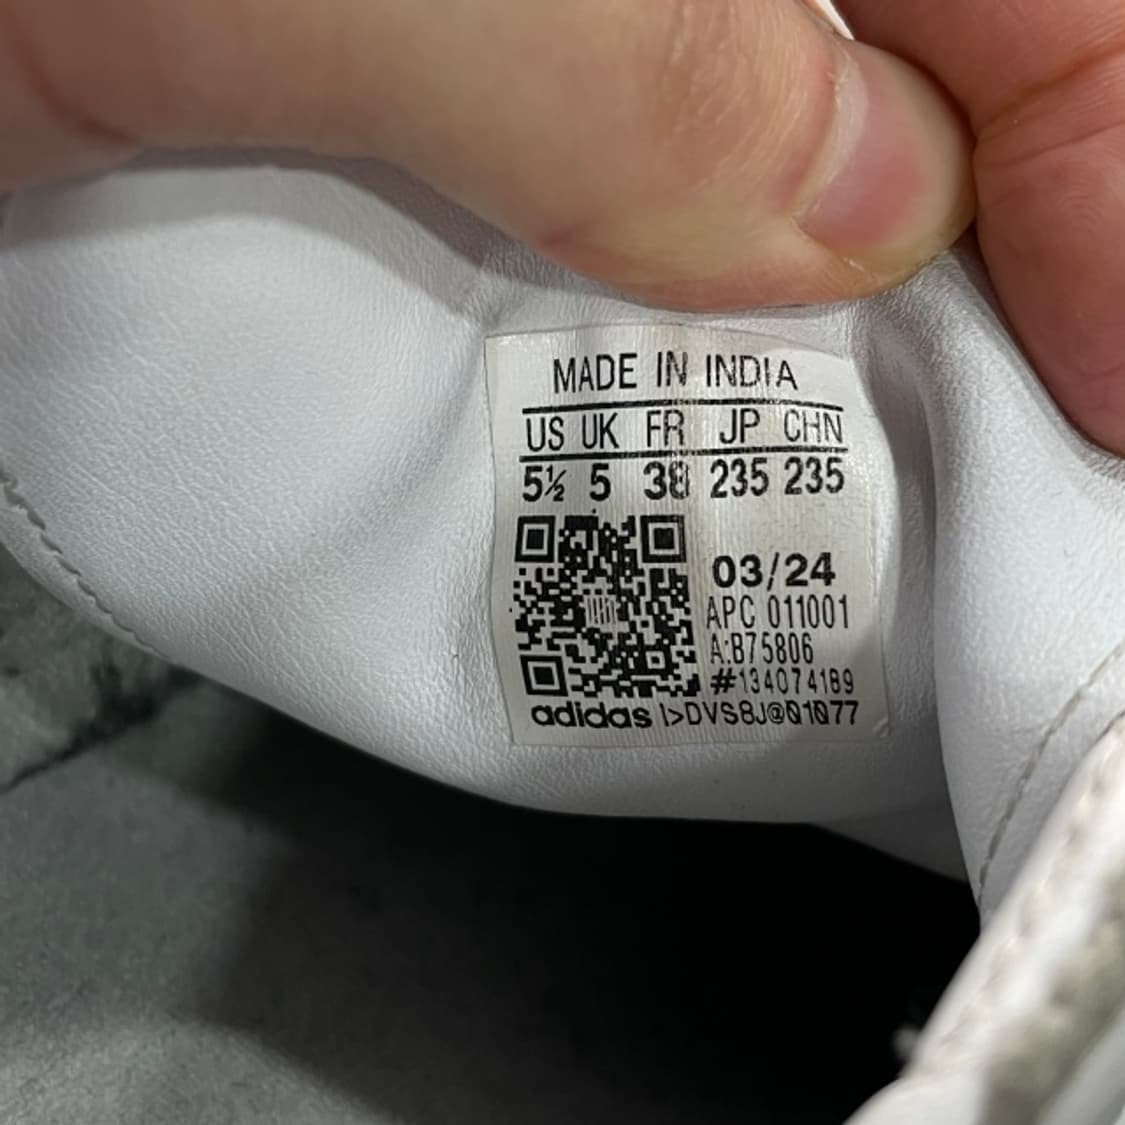 MADE IN INDIA
US UK FR JP CHN
5½ 5 38 235 235
03/24
APC 011001
A:B75806
#134074189
adidas I>DVS8J@01077